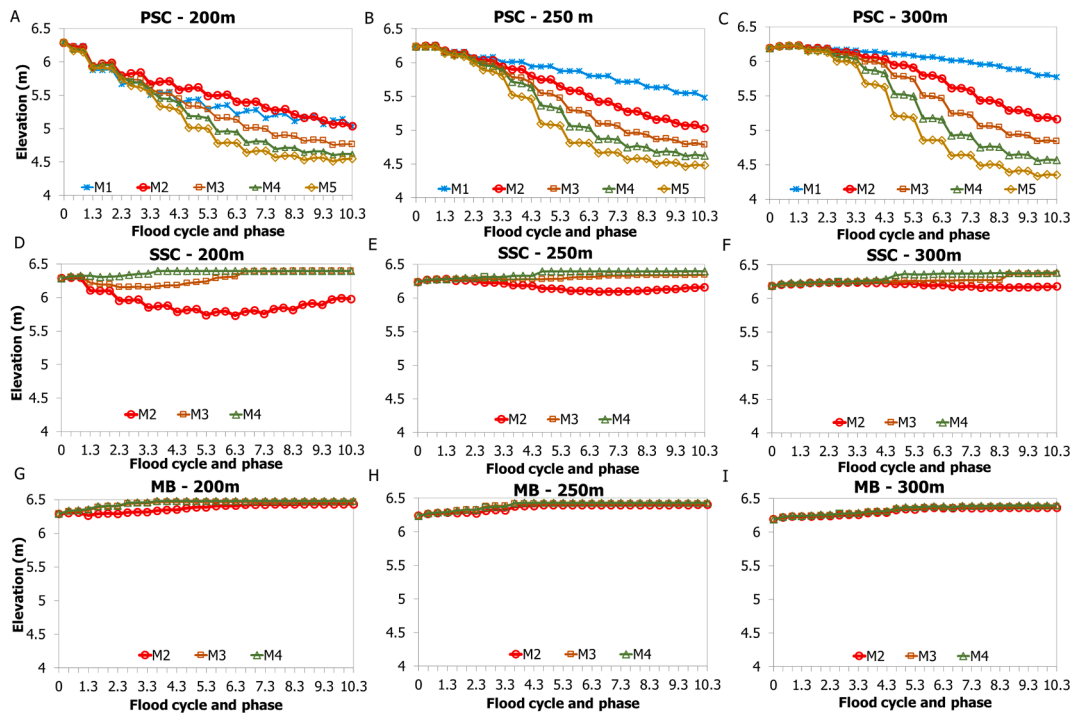 A PSC - 200m
6.5
6
5.5
5
4.5
4
Elevation (m)
M1 M2 M3 M4 M5
0 1.3 2.3 3.3 4.3 5.3 6.3 7.3 8.3 9.3 10.3
Flood cycle and phase
B PSC - 250 m
6.5
6
5.5
5
4.5
4
M1 M2 M3 M4 M5
0 1.3 2.3 3.3 4.3 5.3 6.3 7.3 8.3 9.3 10.3
Flood cycle and phase
C PSC - 300m
6.5
6
5.5
5
4.5
4
M1 M2 M3 M4 M5
0 1.3 2.3 3.3 4.3 5.3 6.3 7.3 8.3 9.3 10.3
Flood cycle and phase
D SSC - 200m
6.5
6
5.5
5
4.5
4
Elevation (m)
M2 M3 M4
0 1.3 2.3 3.3 4.3 5.3 6.3 7.3 8.3 9.3 10.3
Flood cycle and phase
E SSC - 250m
6.5
6
5.5
5
4.5
4
M2 M3 M4
0 1.3 2.3 3.3 4.3 5.3 6.3 7.3 8.3 9.3 10.3
Flood cycle and phase
F SSC - 300m
6.5
6
5.5
5
4.5
4
M2 M3 M4
0 1.3 2.3 3.3 4.3 5.3 6.3 7.3 8.3 9.3 10.3
Flood cycle and phase
G MB - 200m
6.5
6
5.5
5
4.5
4
Elevation (m)
M2 M3 M4
0 1.3 2.3 3.3 4.3 5.3 6.3 7.3 8.3 9.3 10.3
Flood cycle and phase
H MB - 250m
6.5
6
5.5
5
4.5
4
M2 M3 M4
0 1.3 2.3 3.3 4.3 5.3 6.3 7.3 8.3 9.3 10.3
Flood cycle and phase
I MB - 300m
6.5
6
5.5
5
4.5
4
M2 M3 M4
0 1.3 2.3 3.3 4.3 5.3 6.3 7.3 8.3 9.3 10.3
Flood cycle and phase